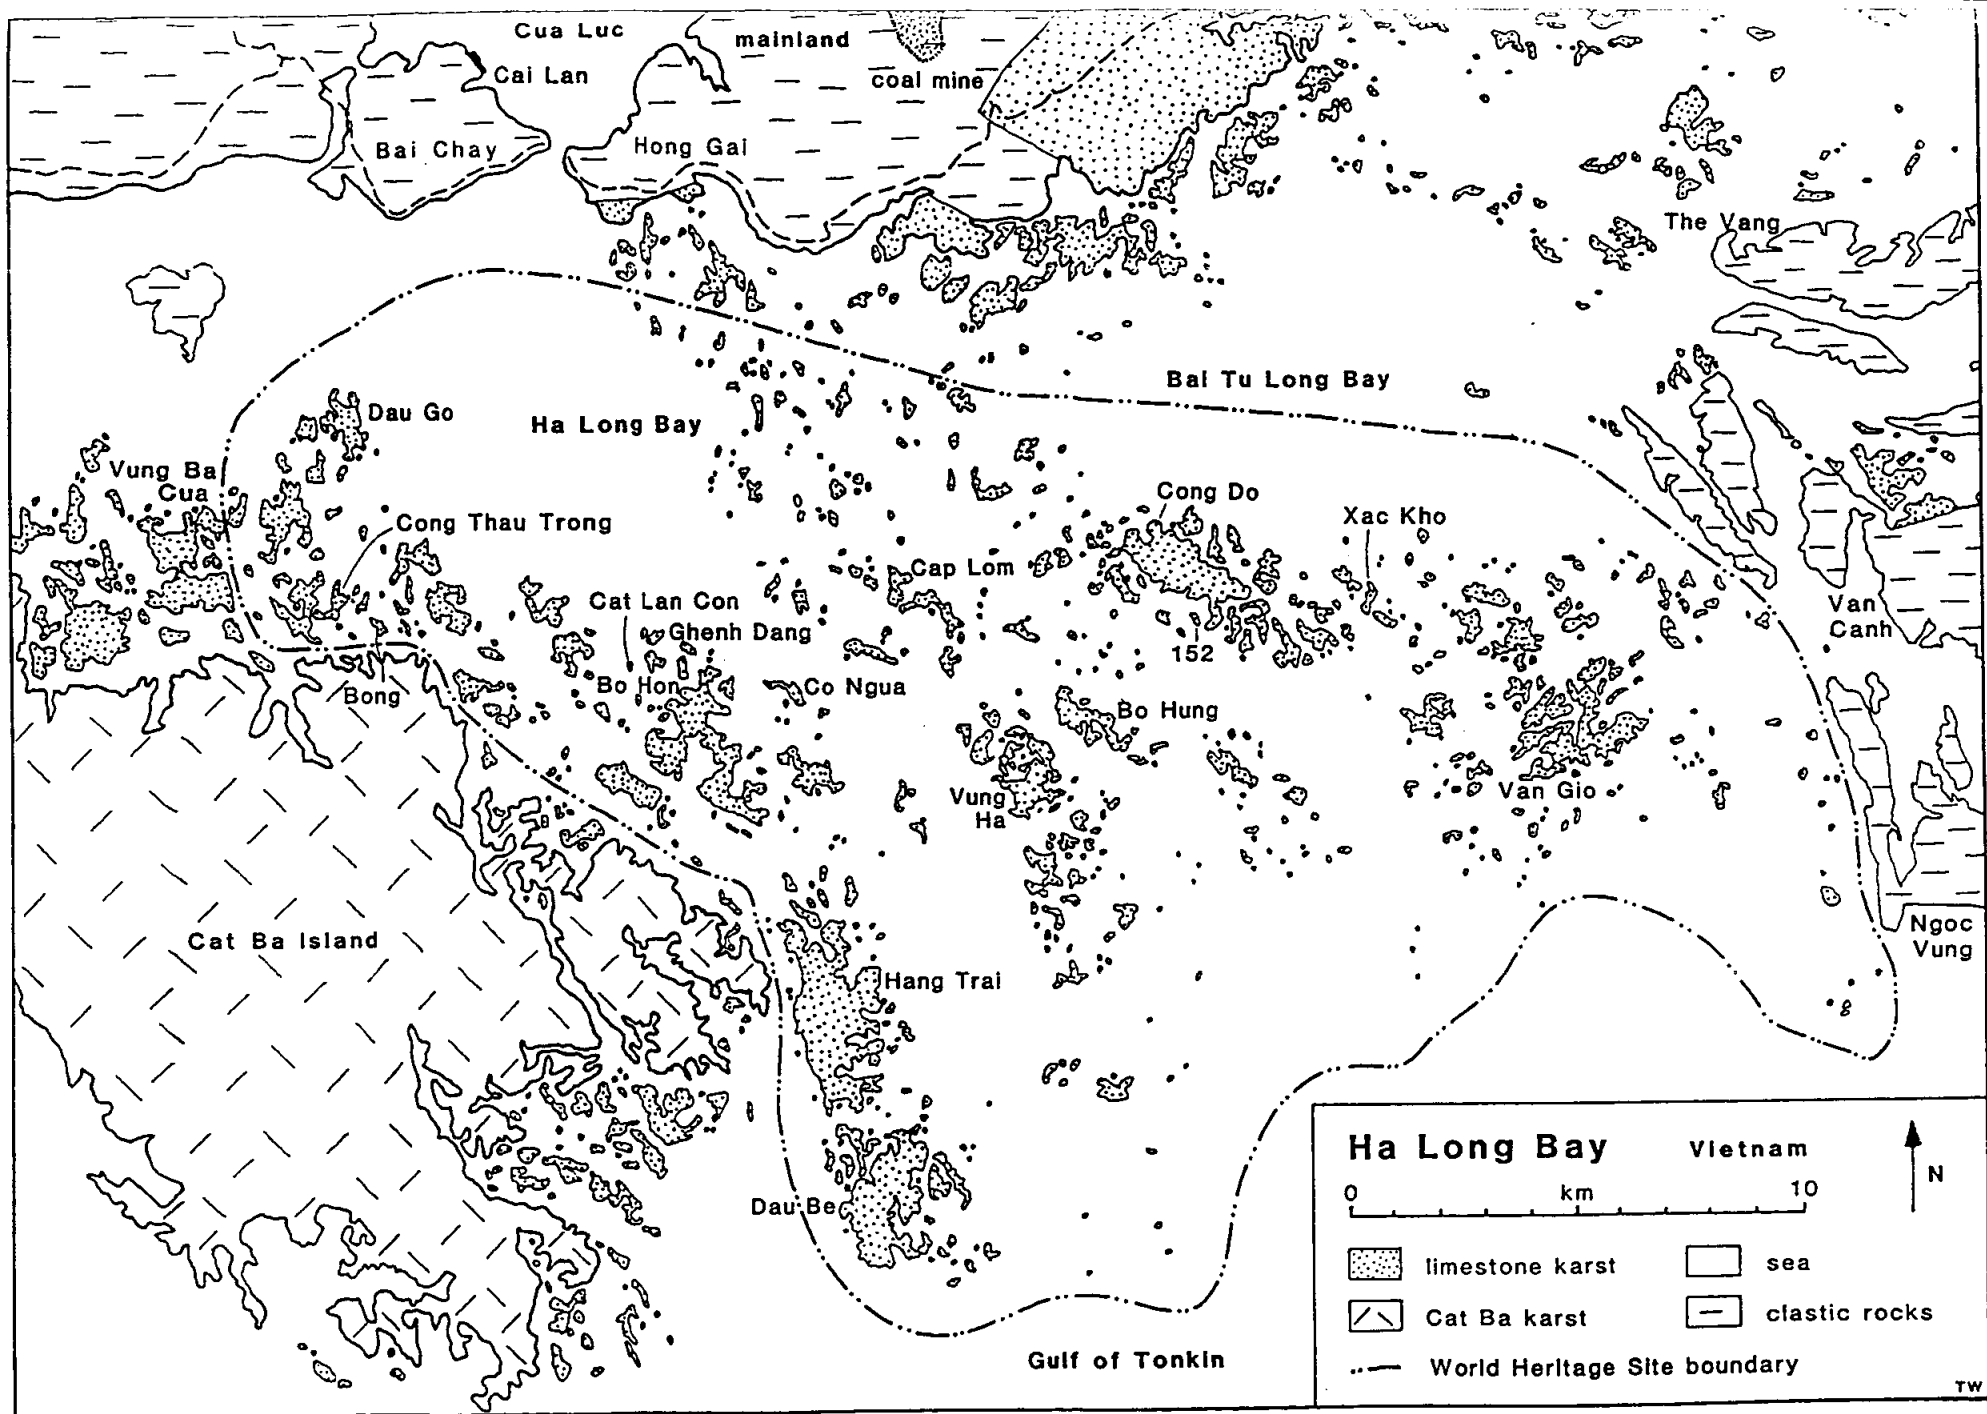 Cua Luc
mainland
Cai Lan
coal mine
Bai Chay
Hong Gai
The Vang
Bai Tu Long Bay
Dau Go
Ha Long Bay
Vung Ba
Cua
Cong Do
Cong Thau Trong
Xac Kho
Cap Lom
Cat Lan Con
Ghenh Dang
Van
Canh
152
Bong
Bo Hon
Co Ngua
Bo Hung
Vung
Ha
Van Gio
Cat Ba Island
Ngoc
Vung
Hang Trai
Dau Be
Gulf of Tonkin
Ha Long Bay Vietnam
0 km 10
N
limestone karst
sea
Cat Ba karst
clastic rocks
World Heritage Site boundary
TW